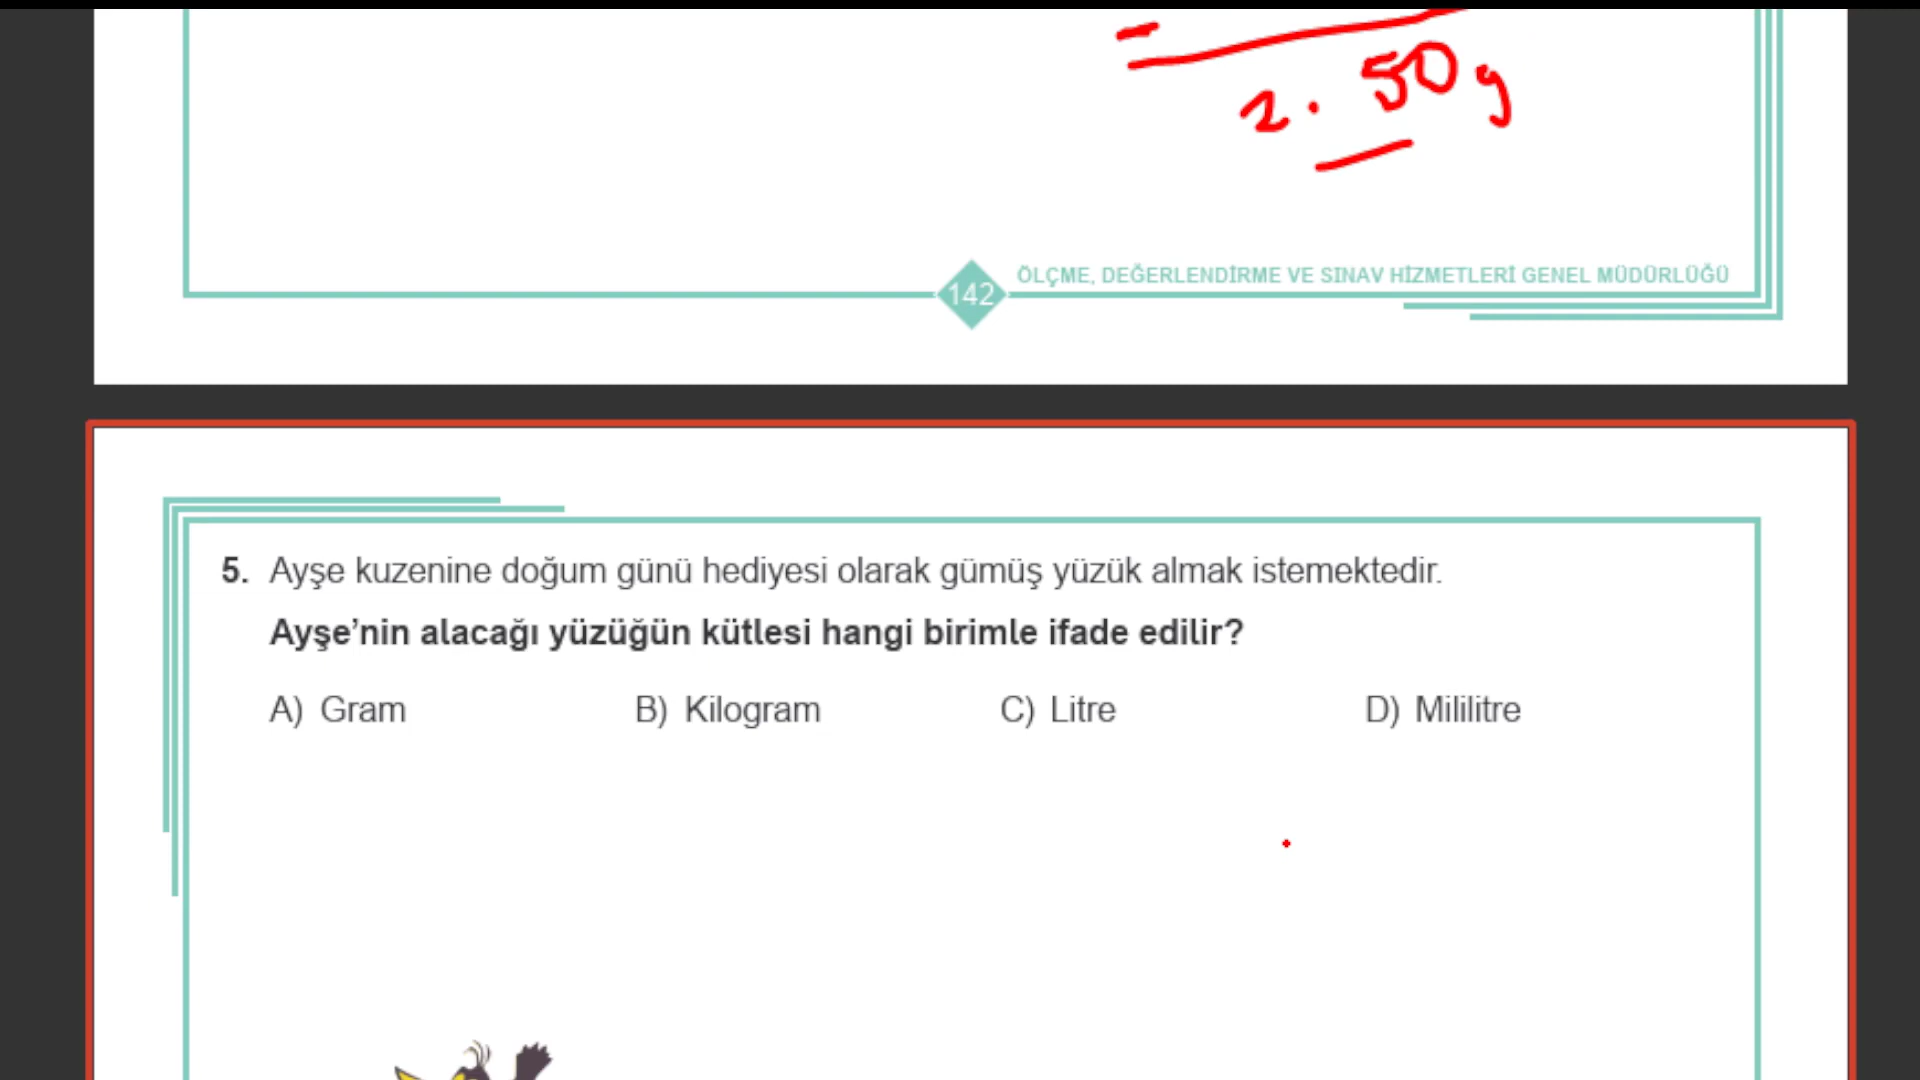 2. 50g
ÖLÇME, DEĞERLENDİRME VE SINAV HİZMETLERİ GENEL MÜDÜRLÜĞÜ
142
5. Ayşe kuzenine doğum günü hediyesi olarak gümüş yüzük almak istemektedir.
Ayşe’nin alacağı yüzüğün kütlesi hangi birimle ifade edilir?
A) Gram B) Kilogram C) Litre D) Mililitre